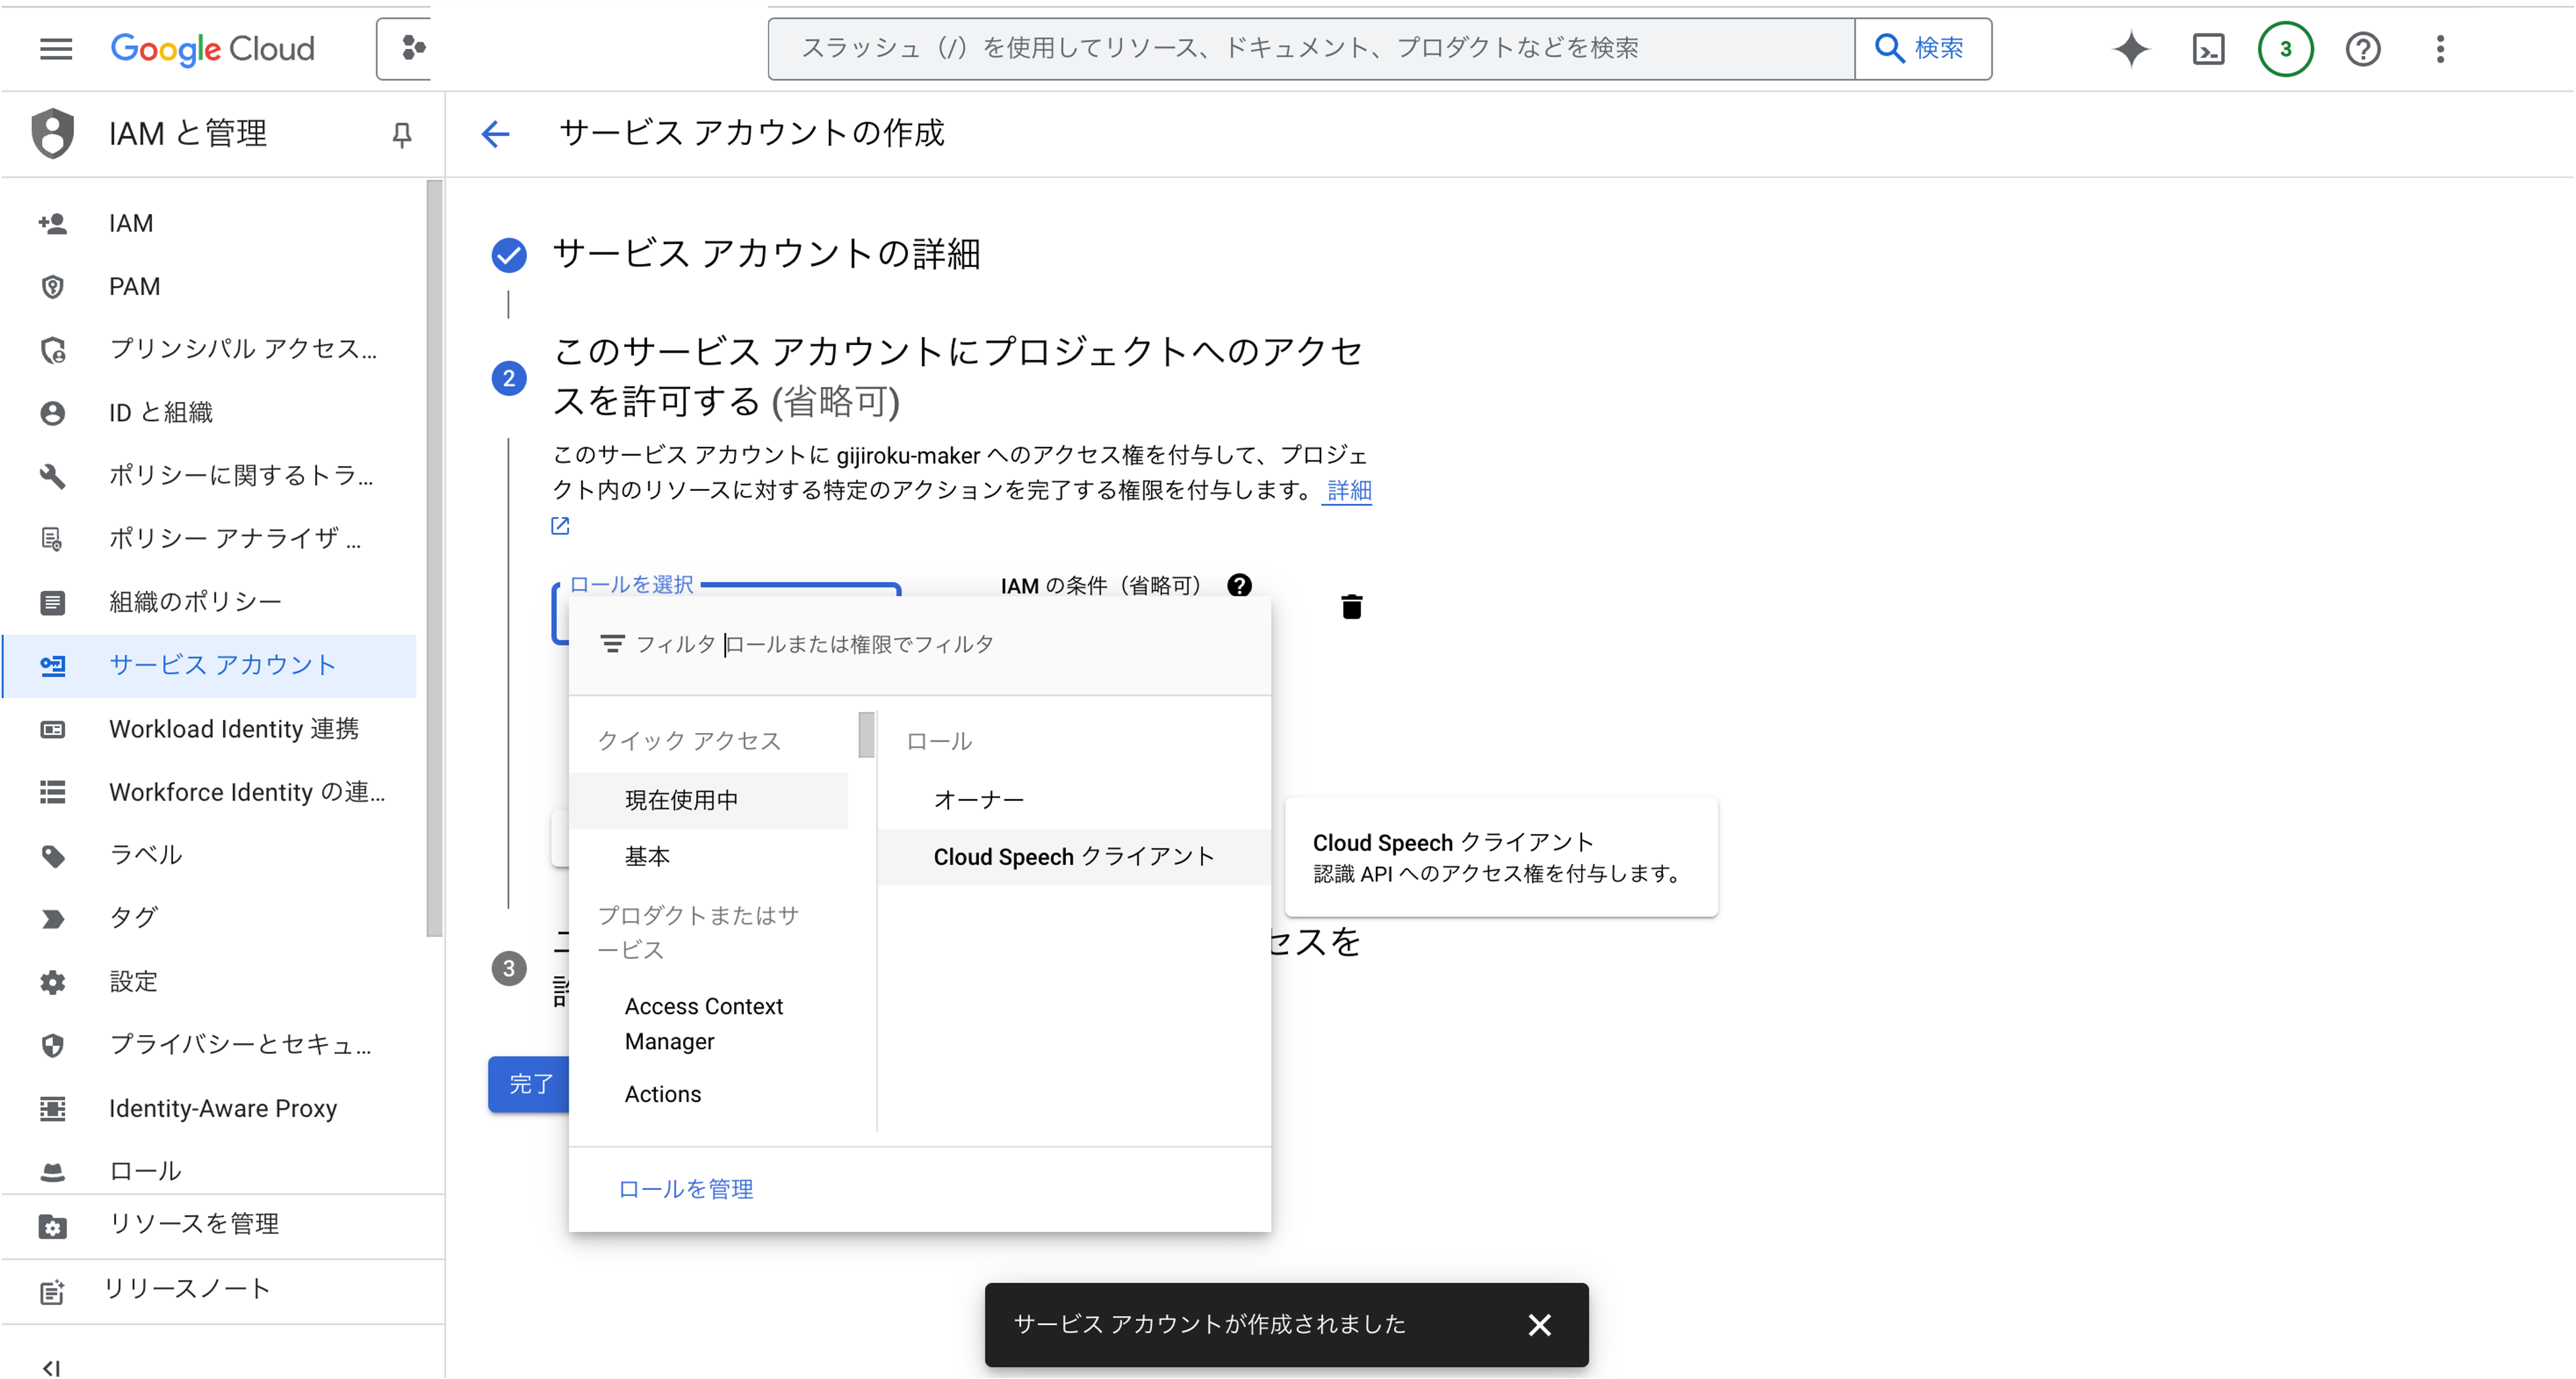 Google Cloud
スラッシュ（/）を使用してリソース、ドキュメント、プロダクトなどを検索
検索
3
IAM と管理
サービス アカウントの作成
IAM
PAM
プリンシパル アクセス...
ID と組織
ポリシーに関するトラ...
ポリシー アナライザ ...
組織のポリシー
サービス アカウント
Workload Identity 連携
Workforce Identity の連...
ラベル
タグ
設定
プライバシーとセキュ...
Identity-Aware Proxy
ロール
リソースを管理
リリースノート
サービス アカウントの詳細
2
このサービス アカウントにプロジェクトへのアクセ
スを許可する (省略可)
このサービス アカウントに gijiroku-maker へのアクセス権を付与して、プロジェ
クト内のリソースに対する特定のアクションを完了する権限を付与します。 詳細
ロールを選択
IAM の条件（省略可）
フィルタ ロールまたは権限でフィルタ
クイック アクセス
現在使用中
基本
プロダクトまたはサ
ービス
Access Context
Manager
Actions
ロール
オーナー
Cloud Speech クライアント
ロールを管理
Cloud Speech クライアント
認識 API へのアクセス権を付与します。
3
セスを
完了
サービス アカウントが作成されました